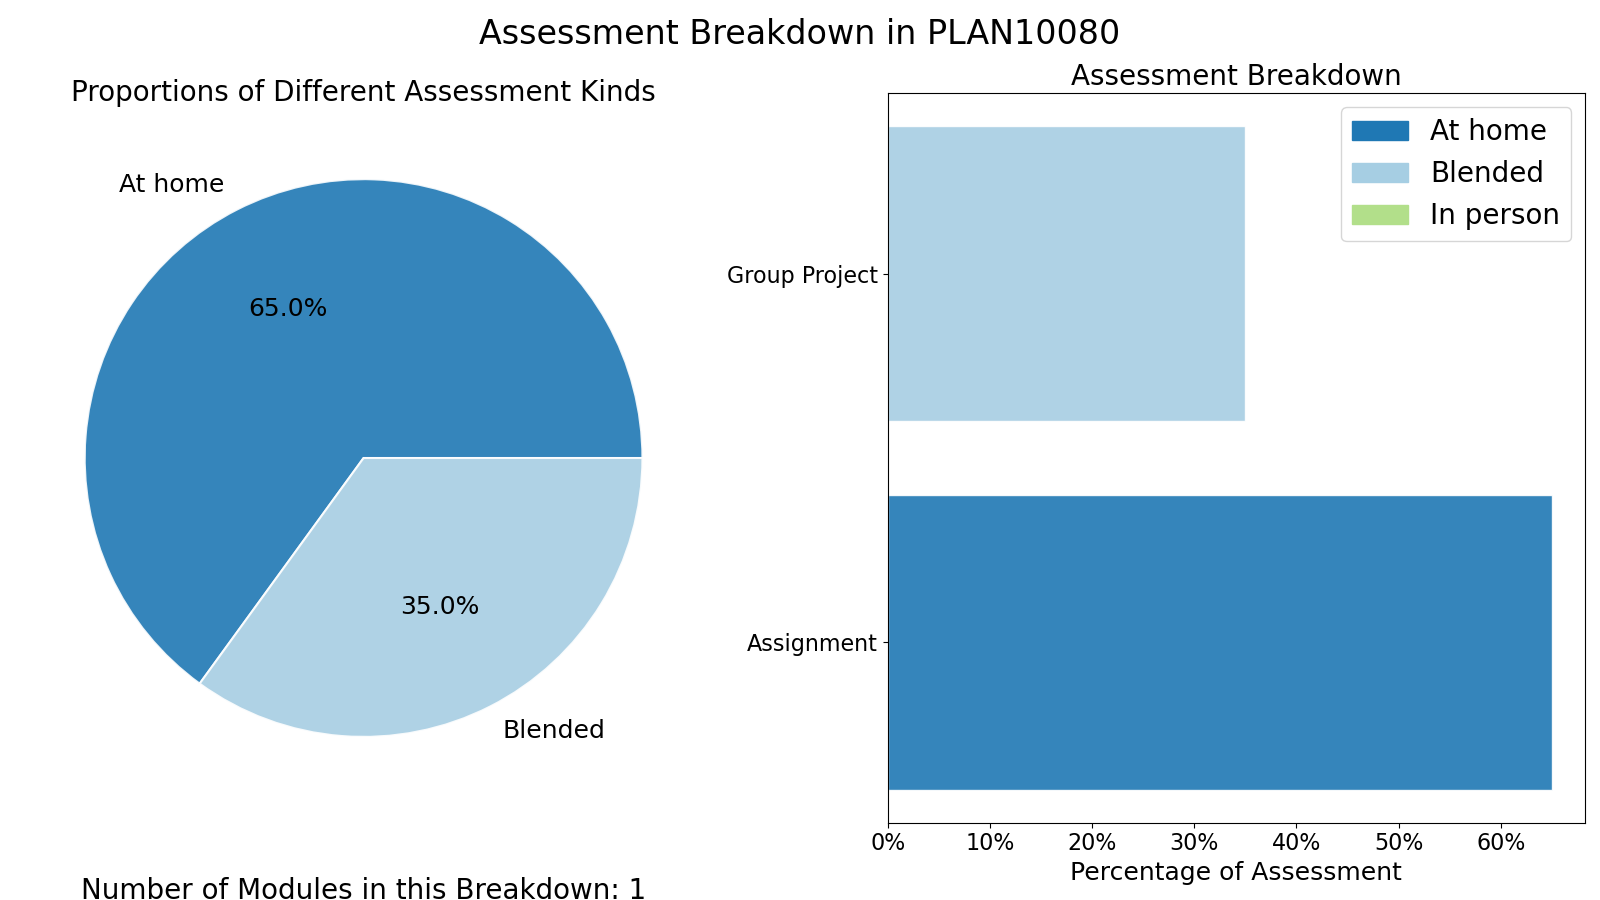 Assessment Breakdown in PLAN10080
Proportions of Different Assessment Kinds
At home
65.0%
35.0%
Blended
Number of Modules in this Breakdown: 1
Assessment Breakdown
At home
Blended
In person
Group Project
Assignment
0% 10% 20% 30% 40% 50% 60%
Percentage of Assessment